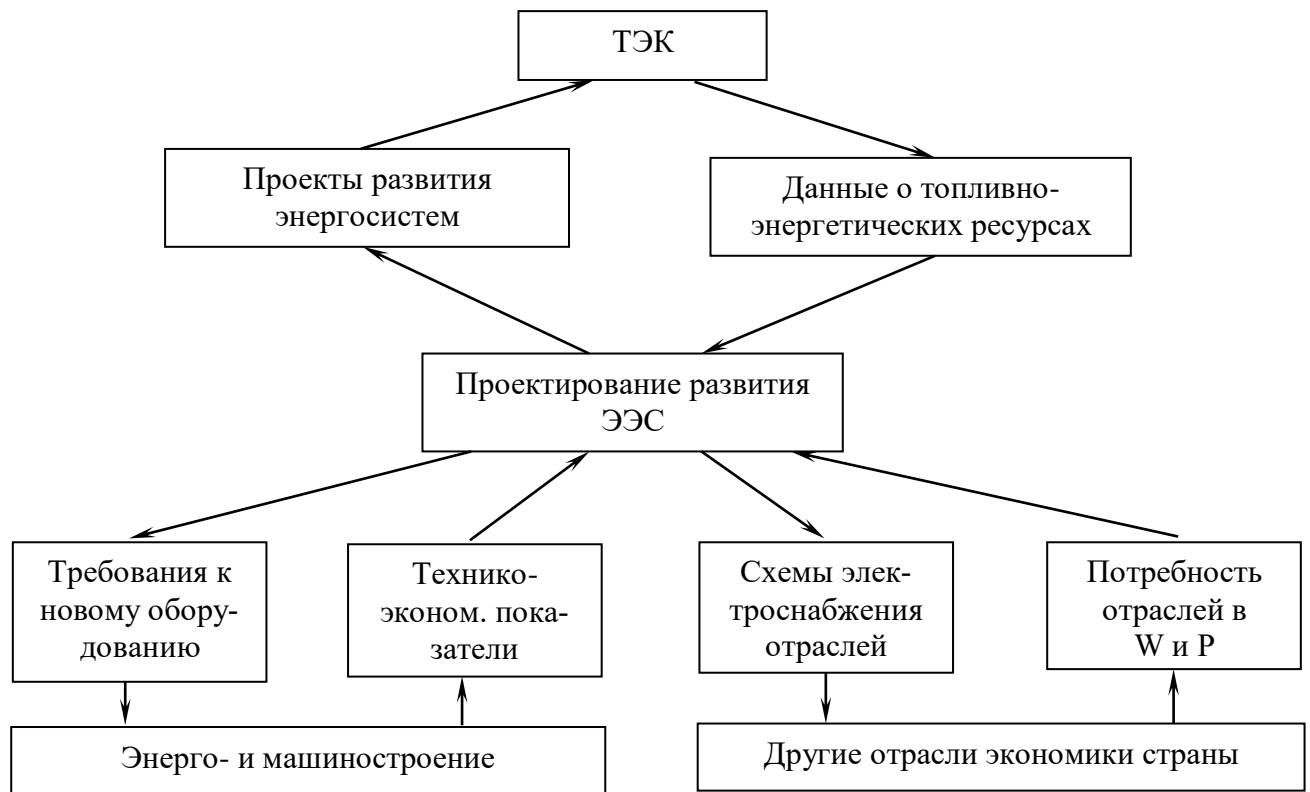 ТЭК
Проекты развития
энергосистем
Данные о топливно-
энергетических ресурсах
Проектирование развития
ЭЭС
Требования к
новому обору-
дованию
Технико-
эконом. пока-
затели
Схемы элек-
троснабжения
отраслей
Потребность
отраслей в
W и P
Энерго- и машиностроение
Другие отрасли экономики страны